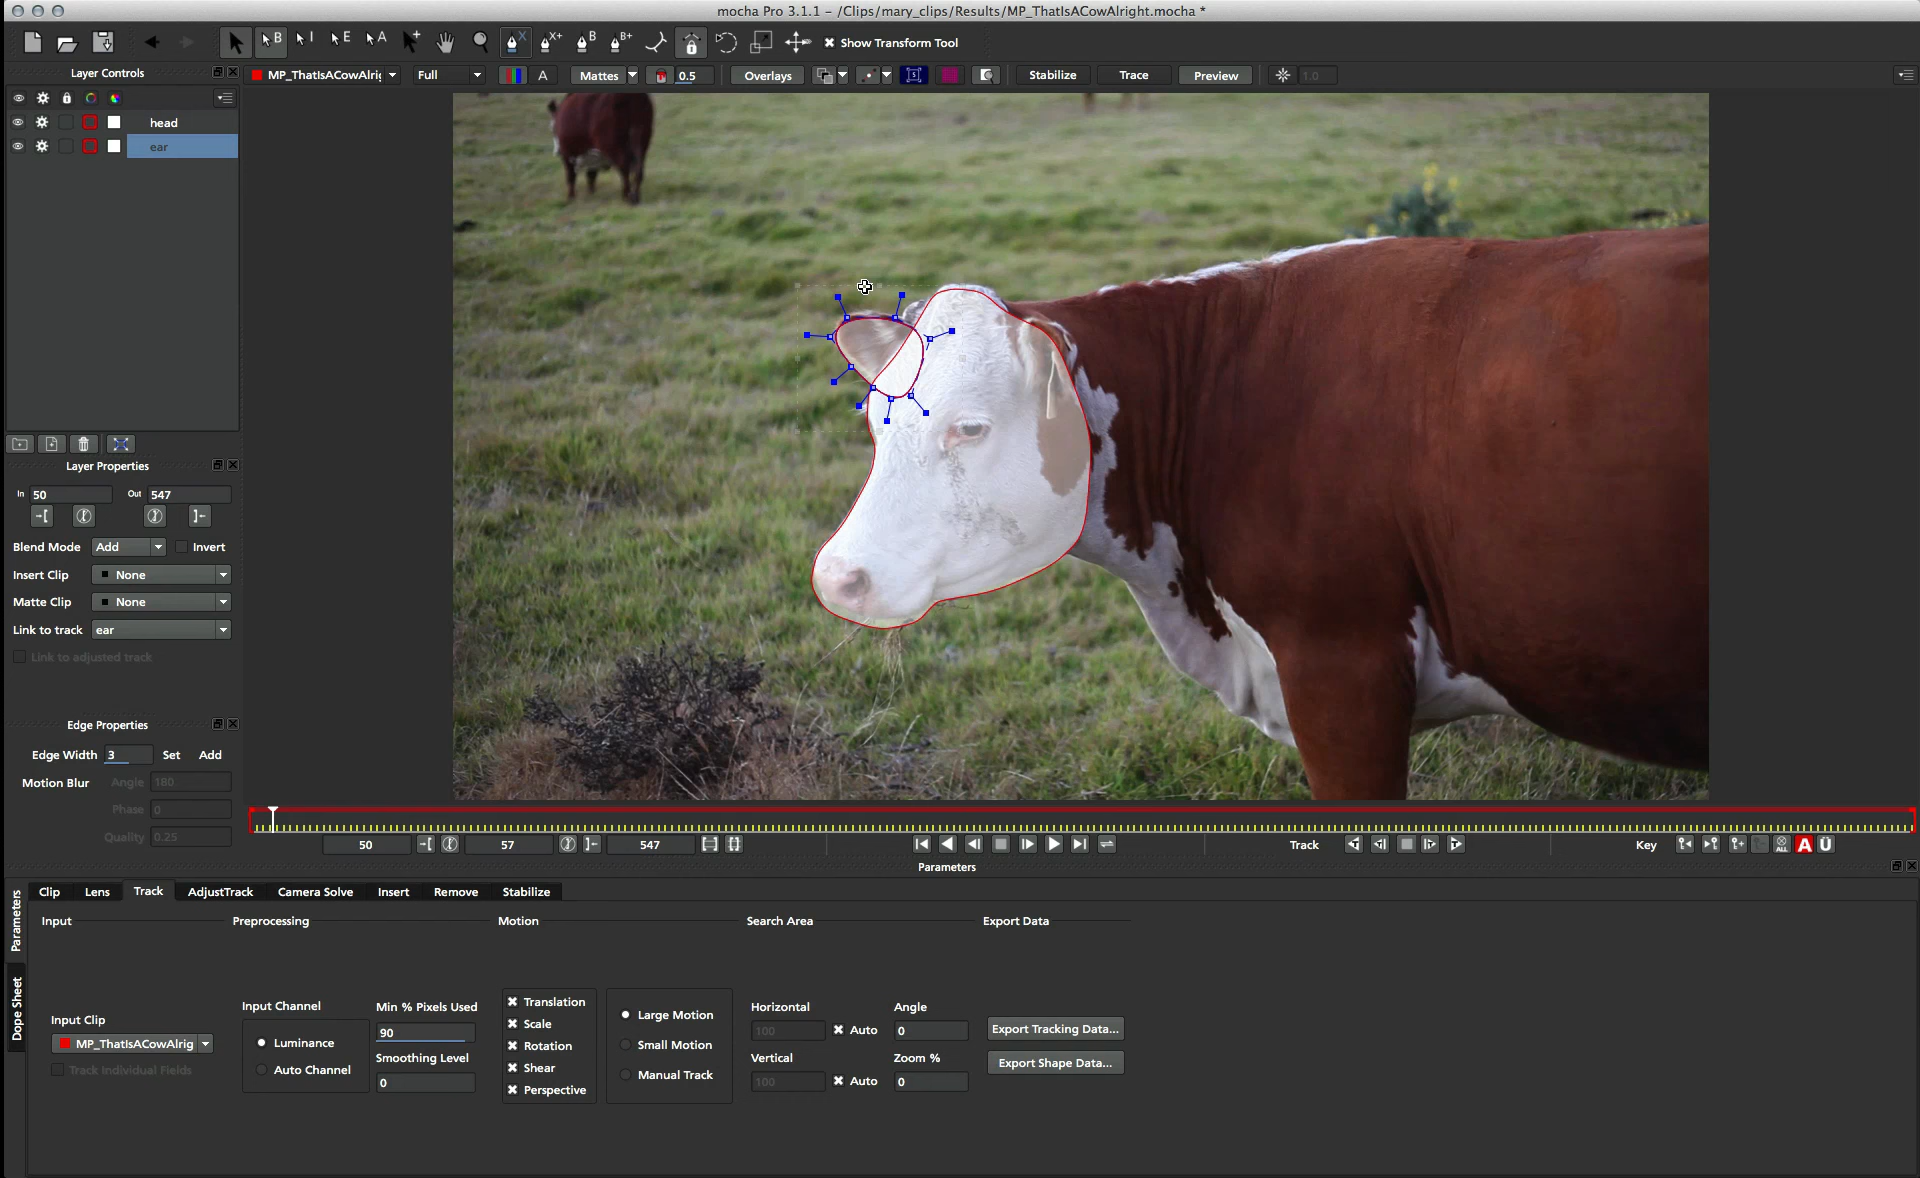 mocha Pro 3.1.1 - /Clips/mary_clips/Results/MP_ThatIsACowAlright.mocha *
B I E A X X+ B B+ Show Transform Tool
Layer Controls
MP_ThatIsACowAlrig Full A Mattes 0.5 Overlays Stabilize Trace Preview 1.0
head
ear
Layer Properties
In 50 Out 547
Blend Mode Add Invert
Insert Clip None
Matte Clip None
Link to track ear
Link to adjusted track
Edge Properties
Edge Width 3 Set Add
Motion Blur Angle 180
Phase 0
Quality 0.25
50 57 547 Track Key ALL A Ü
Parameters
Clip Lens Track AdjustTrack Camera Solve Insert Remove Stabilize
Parameters
Dope Sheet
Input Preprocessing Motion Search Area Export Data
Input Clip
MP_ThatIsACowAlrig
Track Individual Fields
Input Channel
Luminance
Auto Channel
Min % Pixels Used
90
Smoothing Level
0
Translation
Scale
Rotation
Shear
Perspective
Large Motion
Small Motion
Manual Track
Horizontal
100 Auto
Vertical
100 Auto
Angle
0
Zoom %
0
Export Tracking Data...
Export Shape Data...